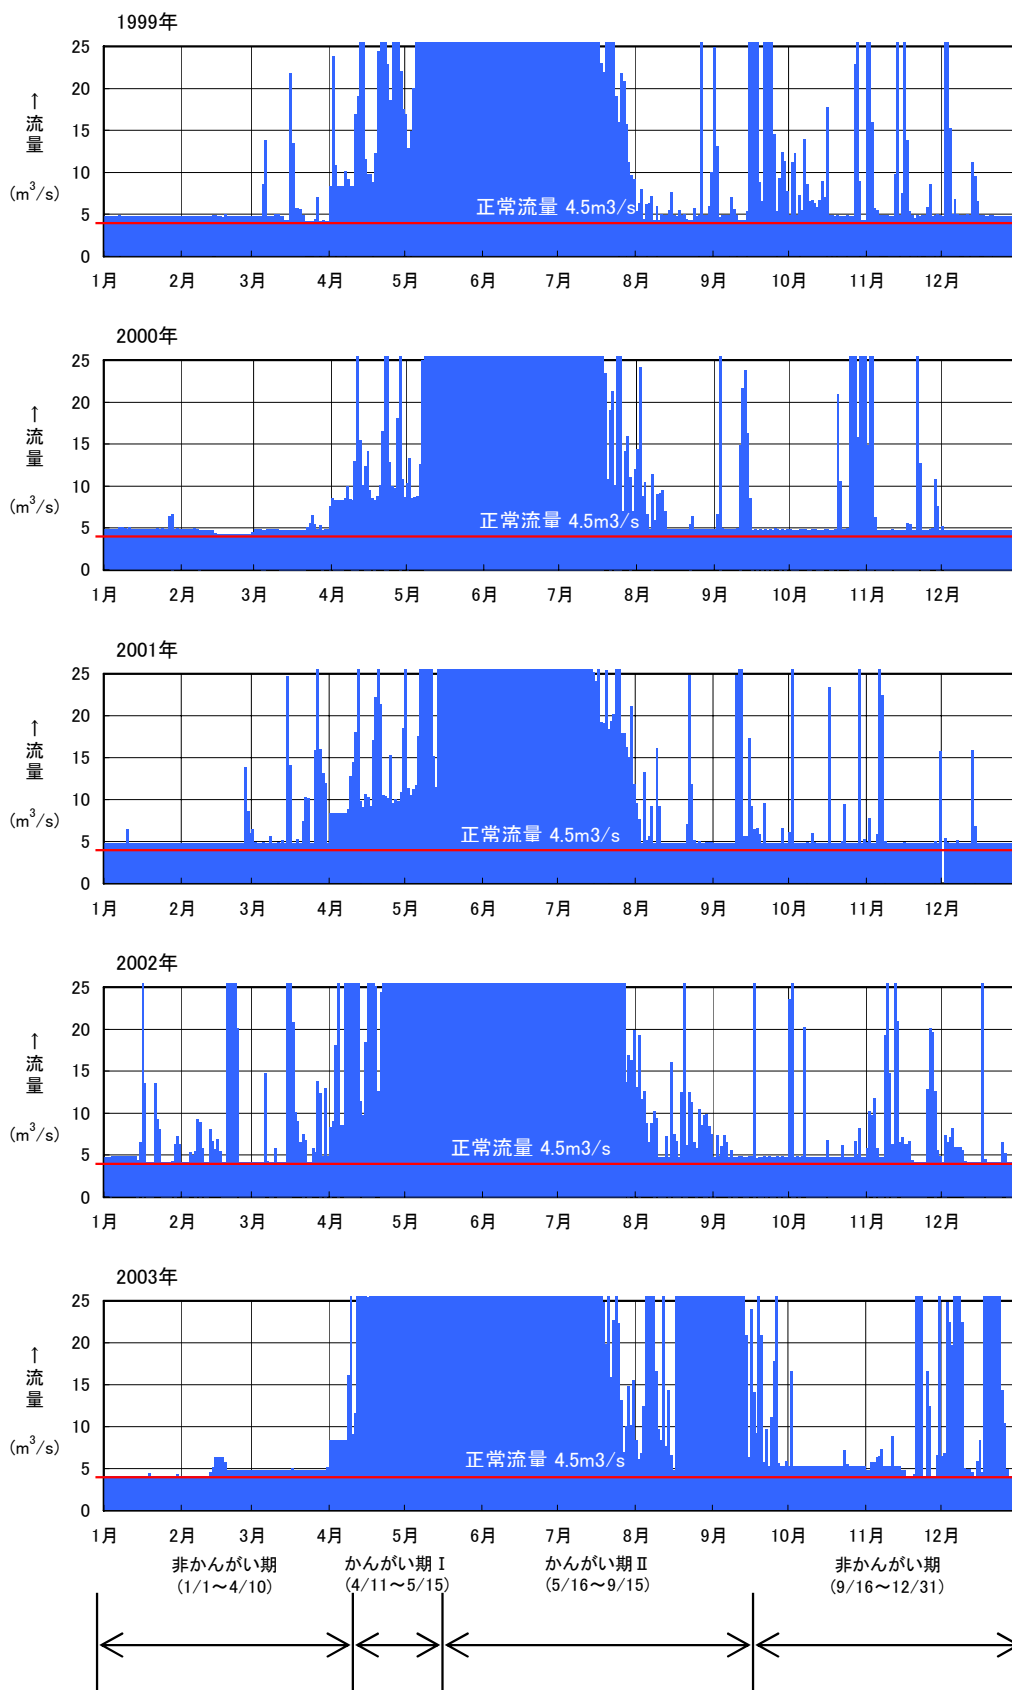 1999年
25
20
15
10
5
0
↑
流
量
(m³/s)
正常流量 4.5m3/s
1月 2月 3月 4月 5月 6月 7月 8月 9月 10月 11月 12月
2000年
25
20
15
10
5
0
↑
流
量
(m³/s)
正常流量 4.5m3/s
1月 2月 3月 4月 5月 6月 7月 8月 9月 10月 11月 12月
2001年
25
20
15
10
5
0
↑
流
量
(m³/s)
正常流量 4.5m3/s
1月 2月 3月 4月 5月 6月 7月 8月 9月 10月 11月 12月
2002年
25
20
15
10
5
0
↑
流
量
(m³/s)
正常流量 4.5m3/s
1月 2月 3月 4月 5月 6月 7月 8月 9月 10月 11月 12月
2003年
25
20
15
10
5
0
↑
流
量
(m³/s)
正常流量 4.5m3/s
1月 2月 3月 4月 5月 6月 7月 8月 9月 10月 11月 12月
非かんがい期 かんがい期Ⅰ かんがい期Ⅱ 非かんがい期
(1/1～4/10) (4/11～5/15) (5/16～9/15) (9/16～12/31)